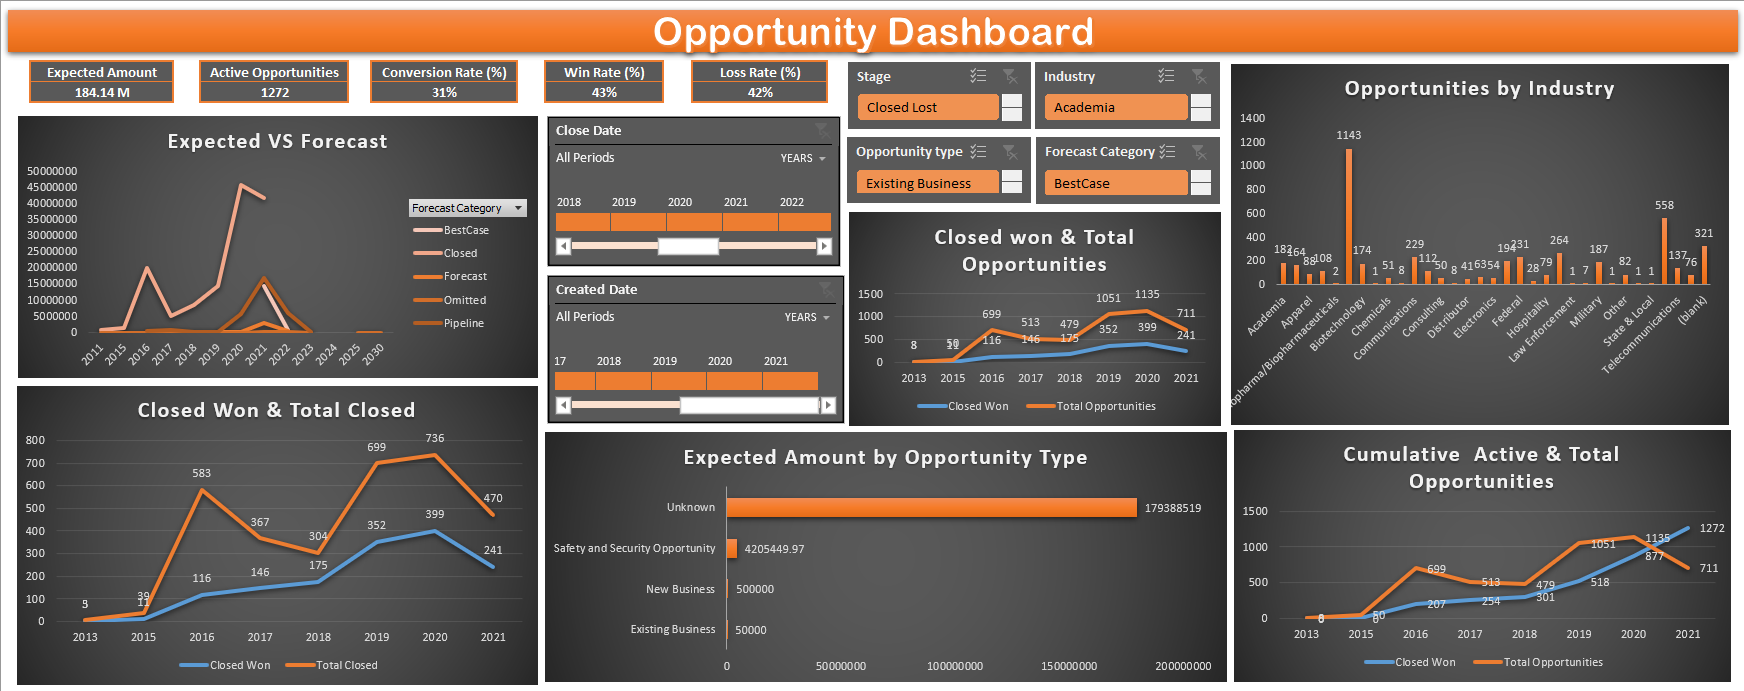 Opportunity Dashboard
Expected Amount
184.14 M
Active Opportunities
1272
Conversion Rate (%)
31%
Win Rate (%)
43%
Loss Rate (%)
42%
Stage
Closed Lost
Industry
Academia
Opportunity type
Existing Business
Forecast Category
BestCase
Expected VS Forecast
50000000
45000000
40000000
35000000
30000000
25000000
20000000
15000000
10000000
5000000
0
2011 2015 2016 2017 2018 2019 2020 2021 2022 2023 2024 2025 2030
Forecast Category
BestCase
Closed
Forecast
Omitted
Pipeline
Close Date
All Periods YEARS
2018 2019 2020 2021 2022
Created Date
All Periods YEARS
17 2018 2019 2020 2021
Closed won & Total
Opportunities
1500
1000
500
0
8 50 699 513 479 1051 1135 711
11 116 146 175 352 399 241
2013 2015 2016 2017 2018 2019 2020 2021
Closed Won Total Opportunities
Opportunities by Industry
1400
1200
1000
800
600
400
200
0
182 164 88 108 2 1143 174 1 51 8 229 112 50 8 41 63 54 194 231 28 79 264 1 7 187 1 82 1 1 558 137 76 321
Academia
Apparel
opharma/Biopharmaceuticals
Biotechnology
Chemicals
Communications
Consulting
Distributor
Electronics
Federal
Hospitality
Law Enforcement
Military
Other
State & Local
Telecommunications
(blank)
Closed Won & Total Closed
800
700
600
500
400
300
200
100
0
39 583 367 304 699 736 470
11 116 146 175 352 399 241
2013 2015 2016 2017 2018 2019 2020 2021
Closed Won Total Closed
Expected Amount by Opportunity Type
Unknown 179388519
Safety and Security Opportunity 4205449.97
New Business 500000
Existing Business 50000
0 50000000 100000000 150000000 200000000
Cumulative Active & Total
Opportunities
1500
1000
500
0
50 699 513 479 1051 1135 711
0 207 254 301 518 877 1272
2013 2015 2016 2017 2018 2019 2020 2021
Closed Won Total Opportunities